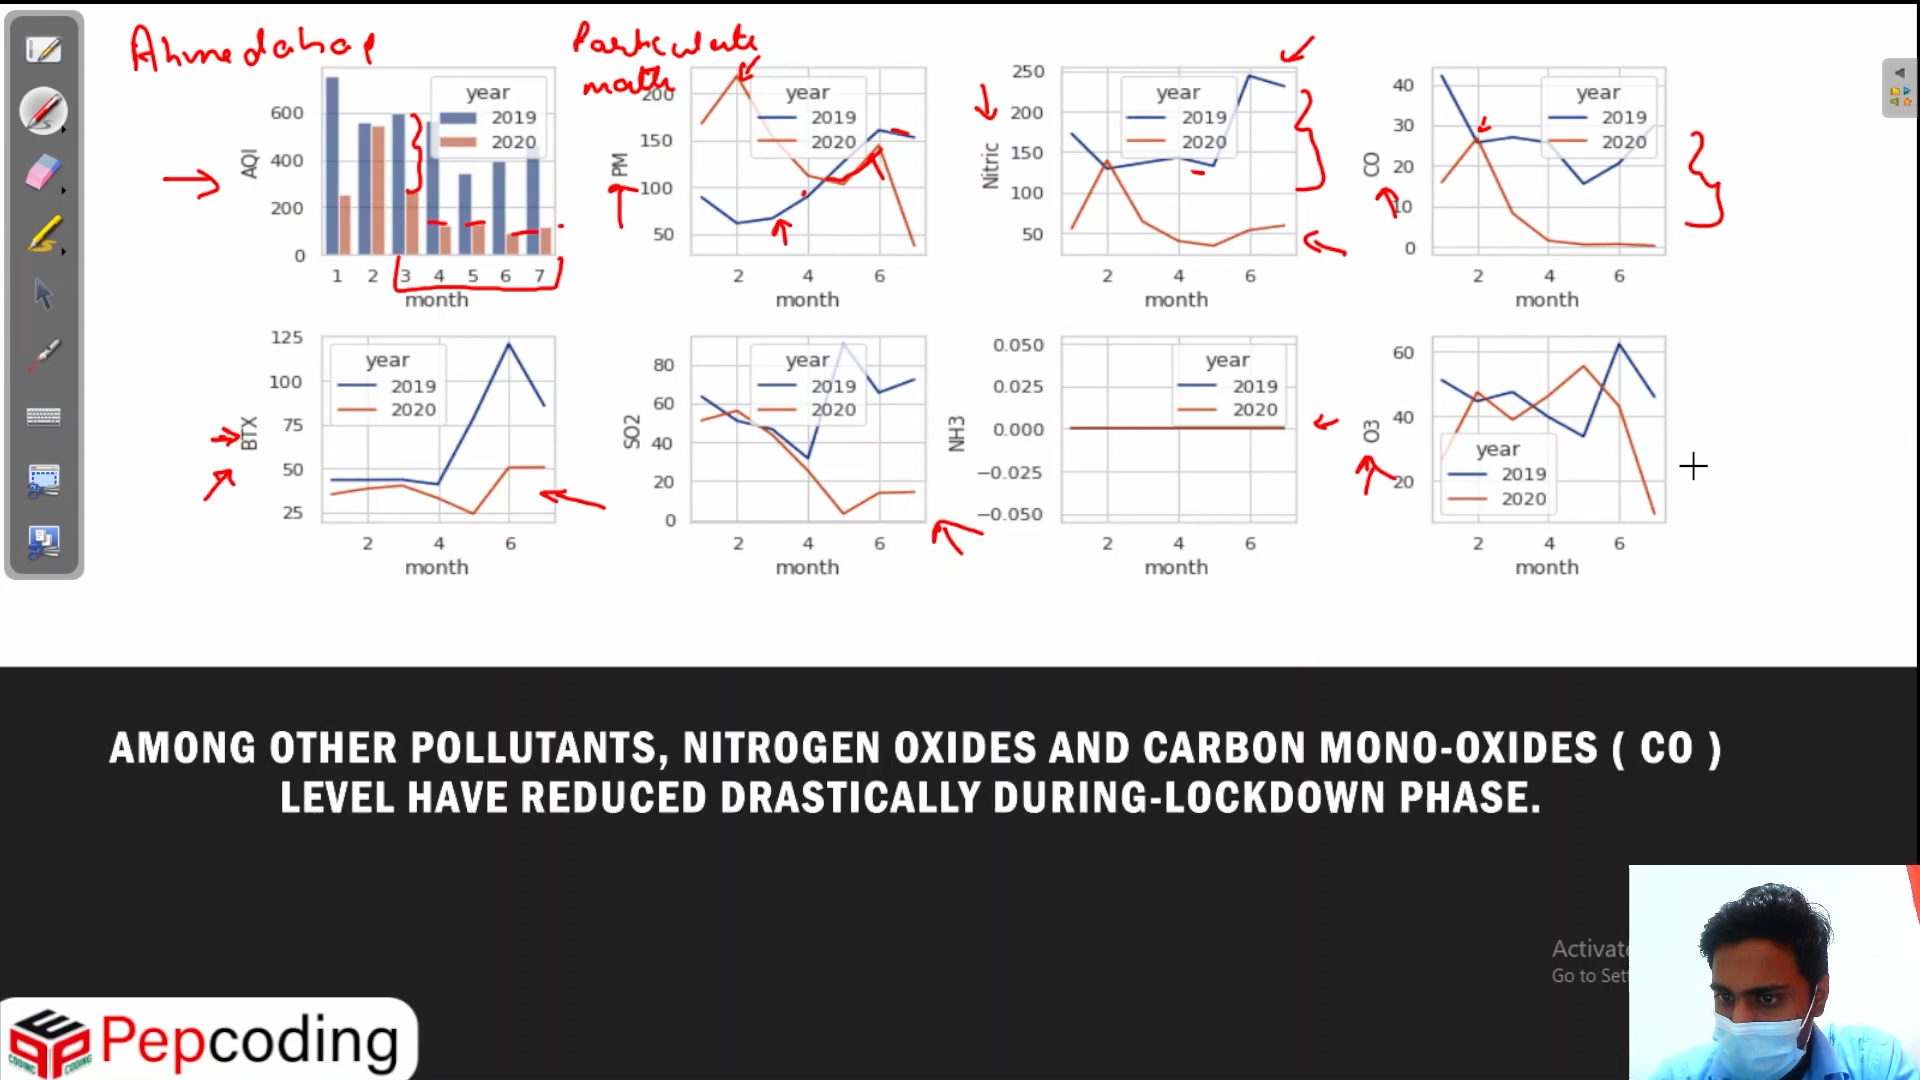 Ahmedabad
Particulate
matt
AQI
600
400
200
0
year
2019
2020
1 2 3 4 5 6 7
month
PM
200
150
100
50
year
2019
2020
2 4 6
month
Nitric
250
200
150
100
50
year
2019
2020
2 4 6
month
CO
40
30
20
10
0
year
2019
2020
2 4 6
month
BTX
125
100
75
50
25
year
2019
2020
2 4 6
month
SO2
80
60
40
20
0
year
2019
2020
2 4 6
month
NH3
0.050
0.025
0.000
−0.025
−0.050
year
2019
2020
2 4 6
month
O3
60
40
20
year
2019
2020
2 4 6
month
AMONG OTHER POLLUTANTS, NITROGEN OXIDES AND CARBON MONO-OXIDES ( CO )
LEVEL HAVE REDUCED DRASTICALLY DURING-LOCKDOWN PHASE.
Activat
Go to Set
Pepcoding